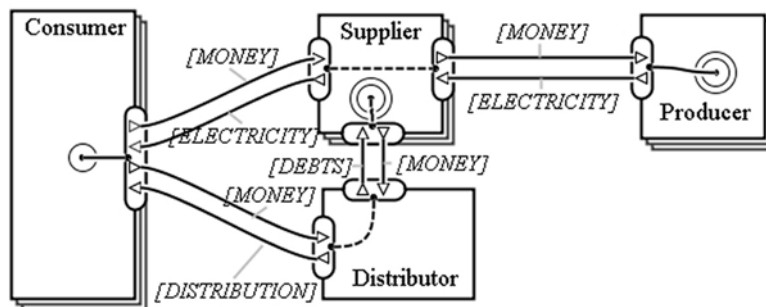 Consumer
Supplier
[MONEY]
[MONEY]
[ELECTRICITY]
Producer
[ELECTRICITY]
[DEBTS]
[MONEY]
[MONEY]
Distributor
[DISTRIBUTION]